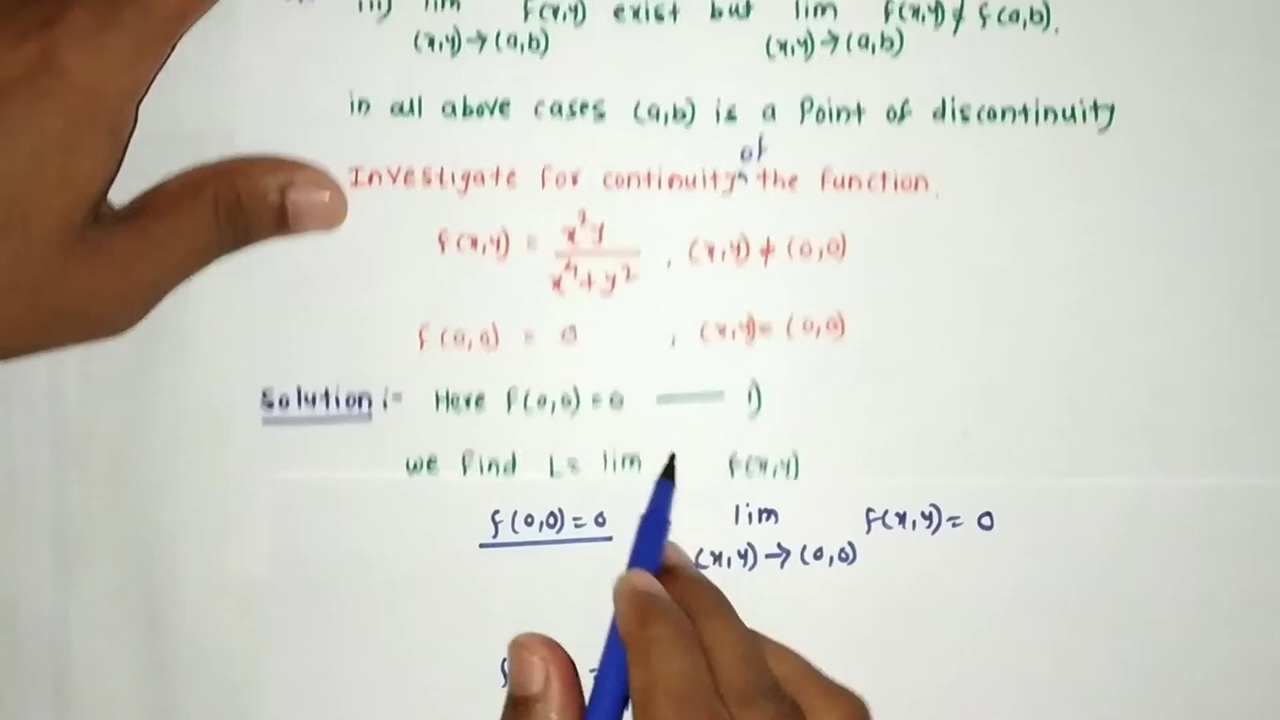 iii) lim f(x,y) exist but lim f(x,y) ≠ f(a,b).
(x,y)→(a,b) (x,y)→(a,b)
in all above cases (a,b) is a Point of discontinuity
Investigate for continuity of the function.
f(x,y) = x²y / x⁴+y² , (x,y) ≠ (0,0)
f(0,0) = 0 , (x,y)= (0,0)
Solution :- Here f(0,0) = 0 —— i)
we find L= lim f(x,y)
f(0,0)=0 lim f(x,y)= 0
(x,y)→(0,0)